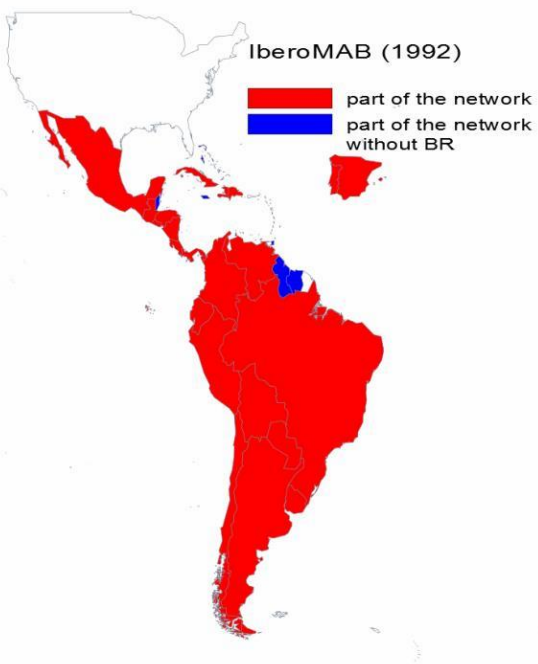 IberoMAB (1992)
part of the network
part of the network
without BR